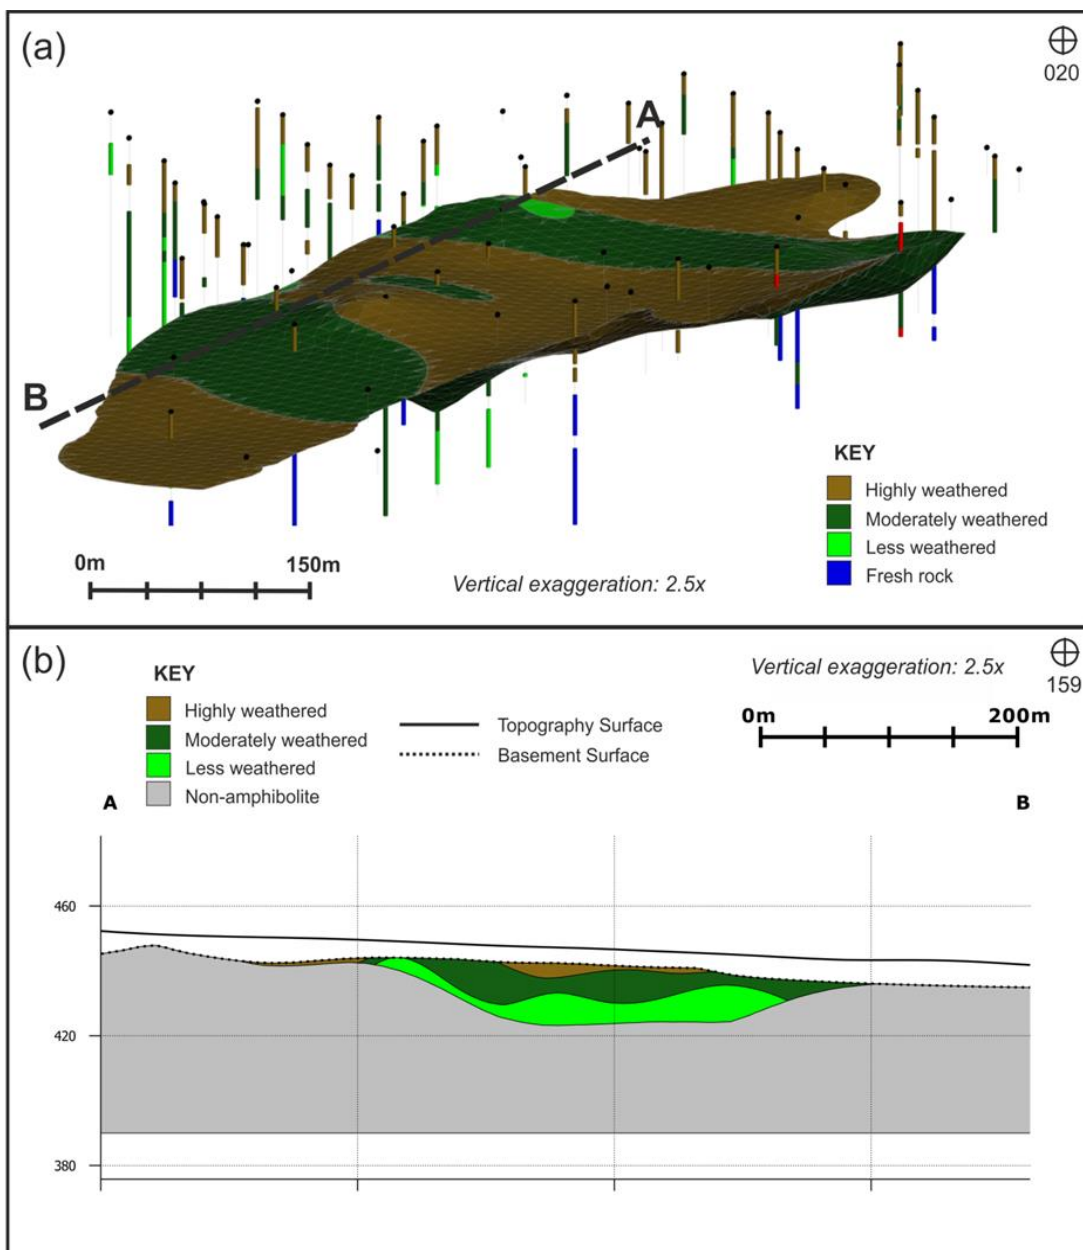 (a)
020
A
B
KEY
Highly weathered
Moderately weathered
Less weathered
Fresh rock
0m 150m
Vertical exaggeration: 2.5x
(b)
159
KEY
Highly weathered
Moderately weathered
Less weathered
Non-amphibolite
Topography Surface
Basement Surface
Vertical exaggeration: 2.5x
0m 200m
A B
460
420
380